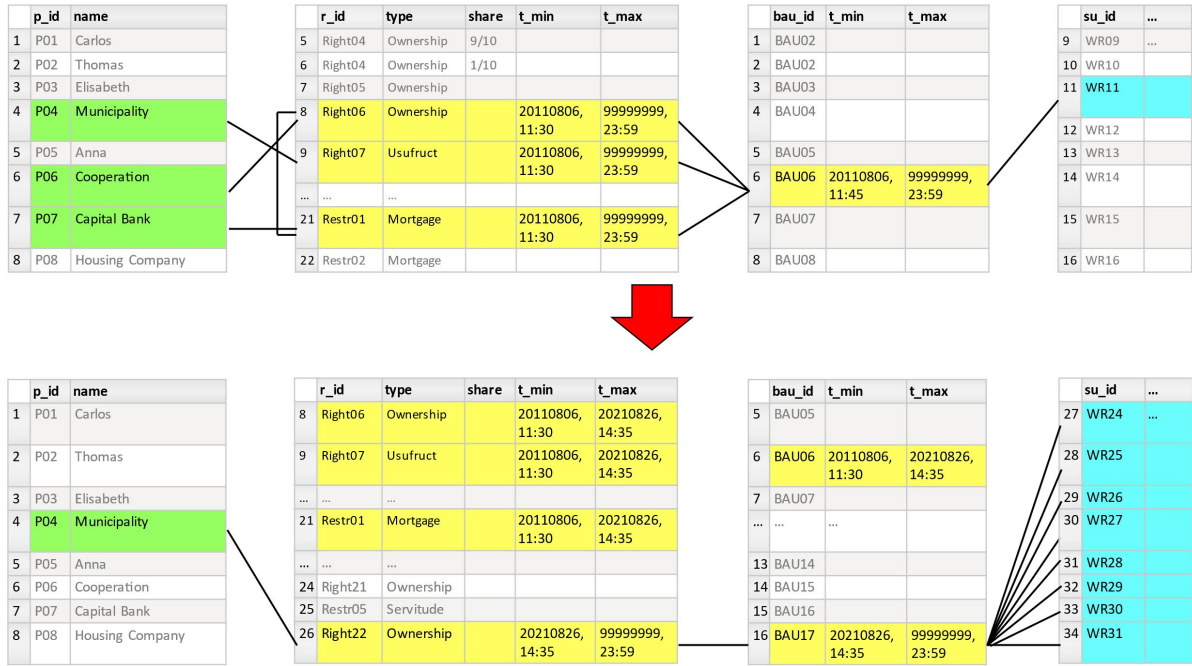 p_id name
1 P01 Carlos
2 P02 Thomas
3 P03 Elisabeth
4 P04 Municipality
5 P05 Anna
6 P06 Cooperation
7 P07 Capital Bank
8 P08 Housing Company
r_id type share t_min t_max
5 Right04 Ownership 9/10
6 Right04 Ownership 1/10
7 Right05 Ownership
8 Right06 Ownership 20110806, 99999999,
11:30 23:59
9 Right07 Usufruct 20110806, 99999999,
11:30 23:59
... ... ...
21 Restr01 Mortgage 20110806, 99999999,
11:30 23:59
22 Restr02 Mortgage
bau_id t_min t_max
1 BAU02
2 BAU02
3 BAU03
4 BAU04
5 BAU05
6 BAU06 20110806, 99999999,
11:45 23:59
7 BAU07
8 BAU08
su_id ...
9 WR09 ...
10 WR10
11 WR11
12 WR12
13 WR13
14 WR14
15 WR15
16 WR16
p_id name
1 P01 Carlos
2 P02 Thomas
3 P03 Elisabeth
4 P04 Municipality
5 P05 Anna
6 P06 Cooperation
7 P07 Capital Bank
8 P08 Housing Company
r_id type share t_min t_max
8 Right06 Ownership 20110806, 20210826,
11:30 14:35
9 Right07 Usufruct 20110806, 20210826,
11:30 14:35
... ... ...
21 Restr01 Mortgage 20110806, 20210826,
11:30 14:35
... ... ...
24 Right21 Ownership
25 Restr05 Servitude
26 Right22 Ownership 20210826, 99999999,
14:35 23:59
bau_id t_min t_max
5 BAU05
6 BAU06 20110806, 20210826,
11:30 14:35
7 BAU07
... ... ...
13 BAU14
14 BAU15
15 BAU16
16 BAU17 20210826, 99999999,
14:35 23:59
su_id ...
27 WR24 ...
28 WR25
29 WR26
30 WR27
31 WR28
32 WR29
33 WR30
34 WR31